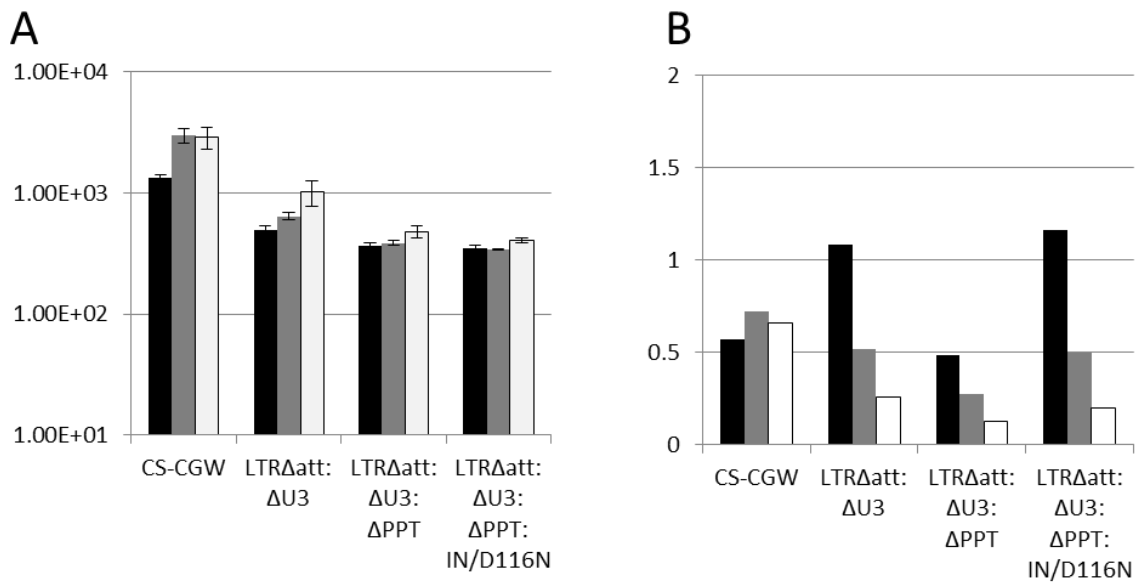 A
1.00E+04
1.00E+03
1.00E+02
1.00E+01
CS-CGW
LTRΔatt:
ΔU3
LTRΔatt:
ΔU3:
ΔPPT
LTRΔatt:
ΔU3:
ΔPPT:
IN/D116N
B
2
1.5
1
0.5
0
CS-CGW
LTRΔatt:
ΔU3
LTRΔatt:
ΔU3:
ΔPPT
LTRΔatt:
ΔU3:
ΔPPT:
IN/D116N